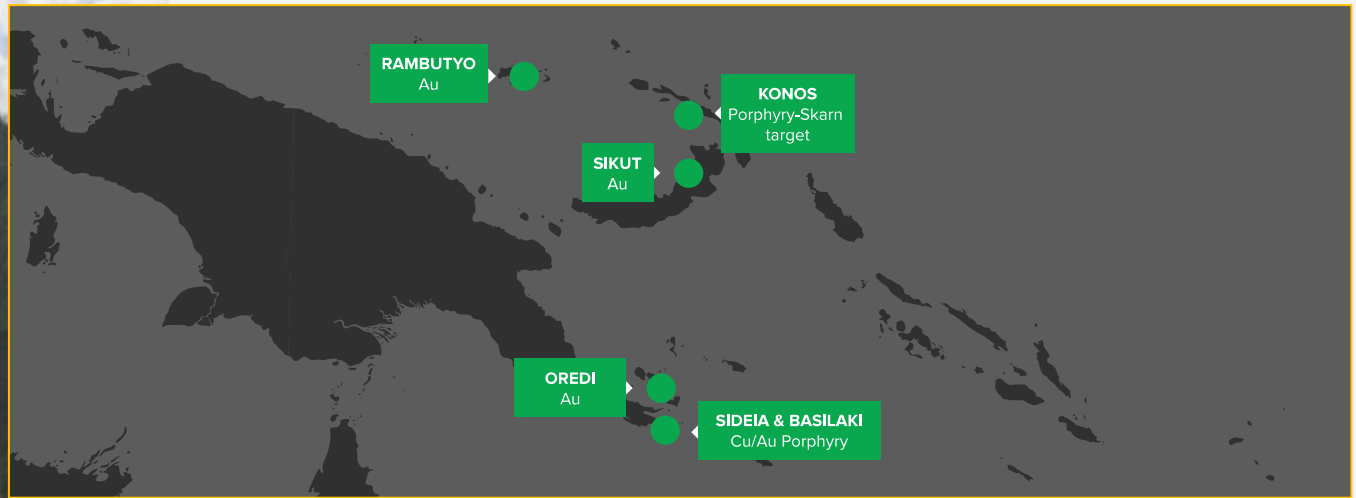 RAMBUTYO
Au
KONOS
Porphyry-Skarn
target
SIKUT
Au
OREDI
Au
SIDEIA & BASILAKI
Cu/Au Porphyry